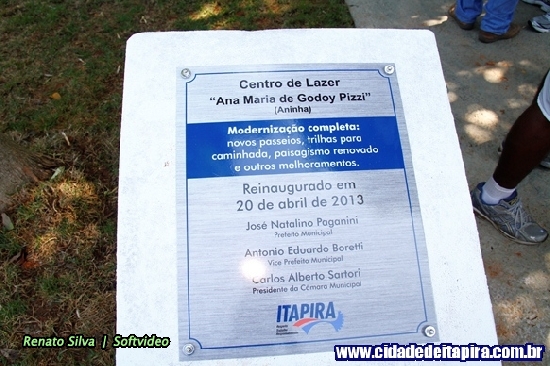 Centro de Lazer
"Ana Maria de Godoy Pizzi"
(Aninha)
Modernização completa:
novos passeios, trilhas para
caminhada, paisagismo renovado
e outros melhoramentos.
Reinaugurado em
20 de abril de 2013
José Natalino Paganini
Prefeito Municipal
Antonio Eduardo Boretti
Vice Prefeito Municipal
Carlos Alberto Sartori
Presidente da Câmara Municipal
ITAPIRA
Renato Silva | Softvideo
www.cidadedeitapira.com.br